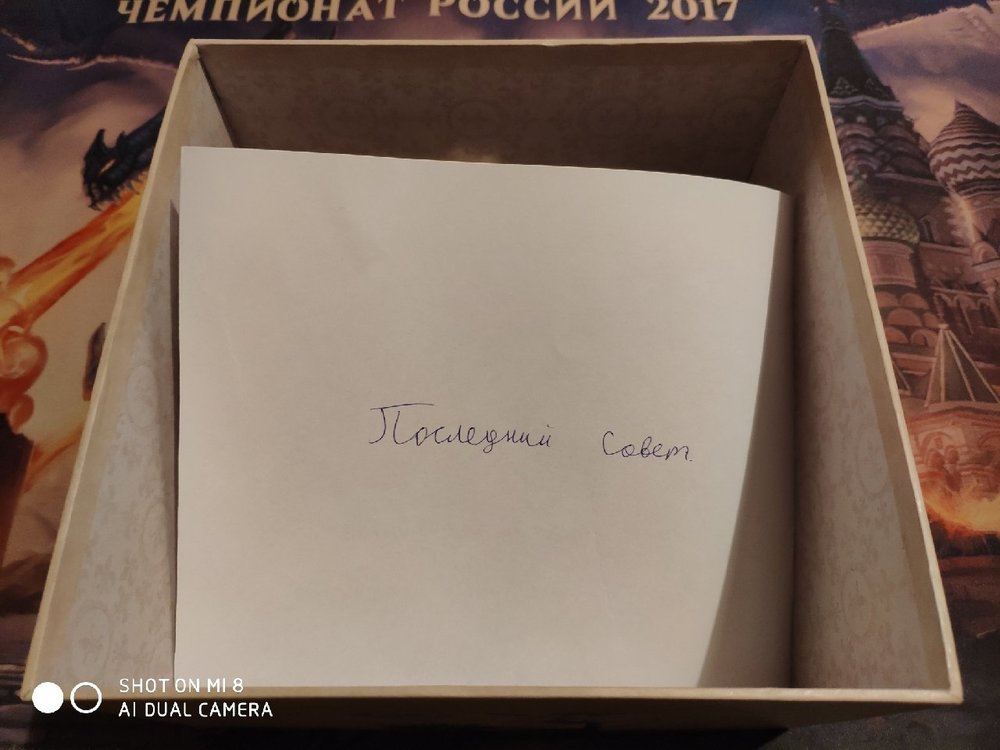 ЧЕМПИОНАТ РОССИИ 2017
Последний совет.
SHOT ON MI 8
AI DUAL CAMERA